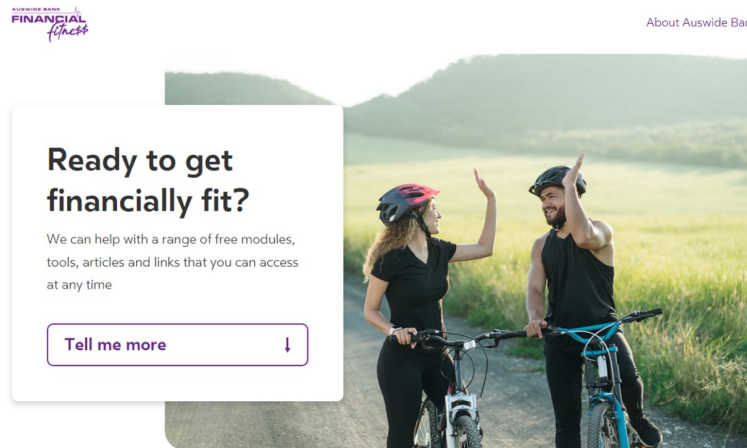 AUSWIDE BANK
FINANCIAL
fitne$$
About Auswide Ban
Ready to get
financially fit?
We can help with a range of free modules,
tools, articles and links that you can access
at any time
Tell me more